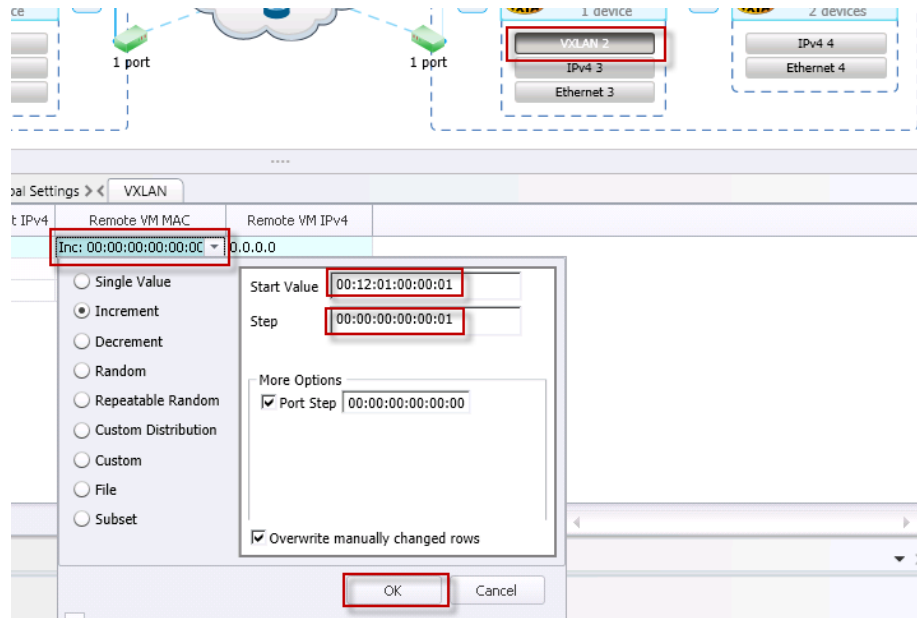 ce
1 device
2 devices
VXLAN 2
IPv4 4
1 port
1 port
IPv4 3
Ethernet 4
Ethernet 3
bal Settings
VXLAN
t IPv4
Remote VM MAC
Remote VM IPv4
Inc: 00:00:00:00:00:0C
0.0.0.0
Single Value
Increment
Decrement
Random
Repeatable Random
Custom Distribution
Custom
File
Subset
Start Value 00:12:01:00:00:01
Step 00:00:00:00:00:01
More Options
Port Step 00:00:00:00:00:00
Overwrite manually changed rows
OK
Cancel